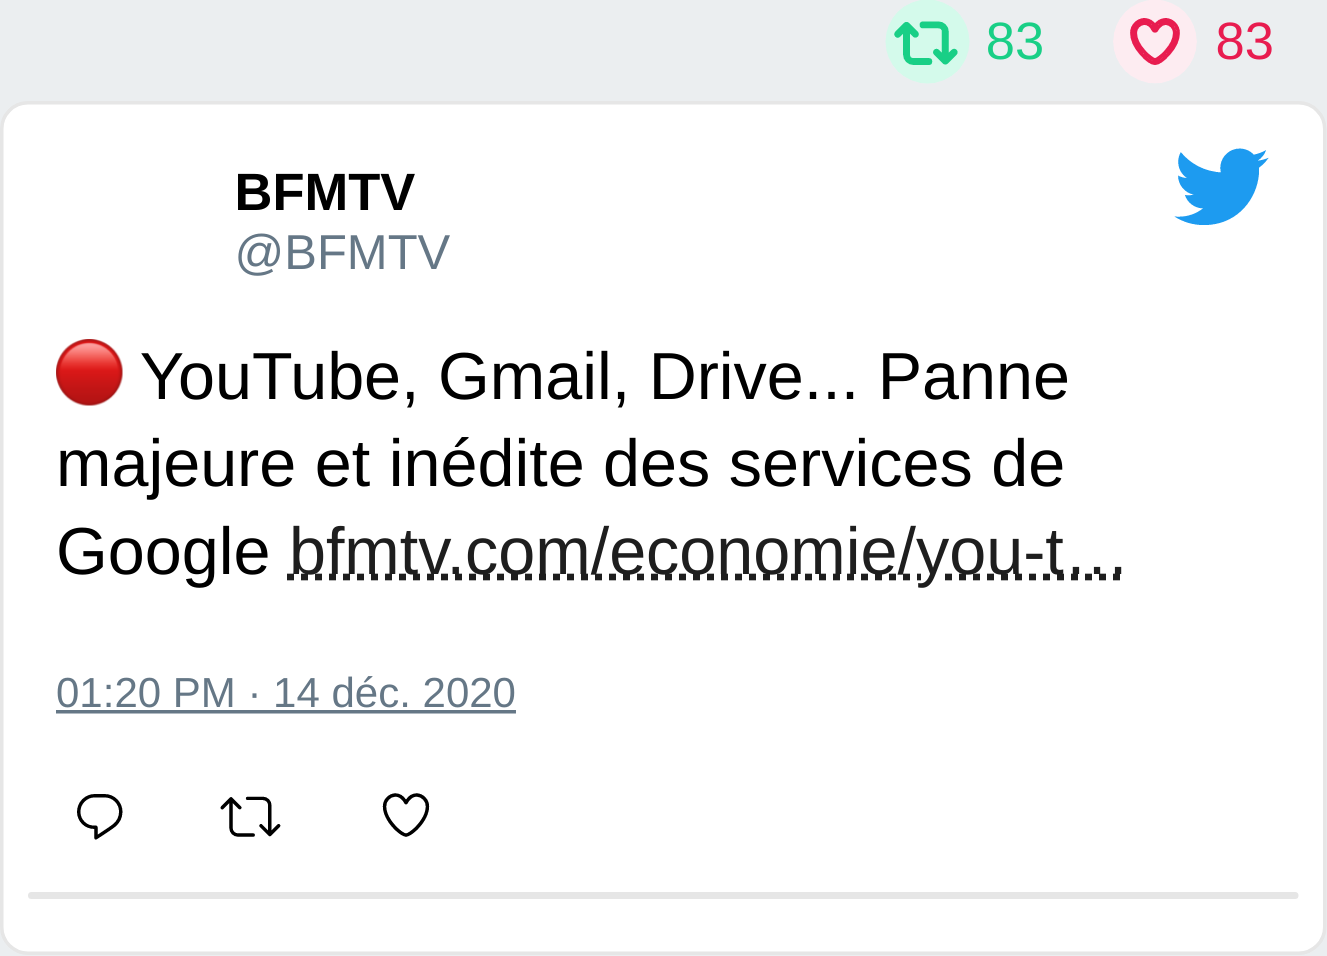 83 83
BFMTV
@BFMTV
🔴 YouTube, Gmail, Drive... Panne
majeure et inédite des services de
Google bfmtv.com/economie/you-t...
01:20 PM · 14 déc. 2020